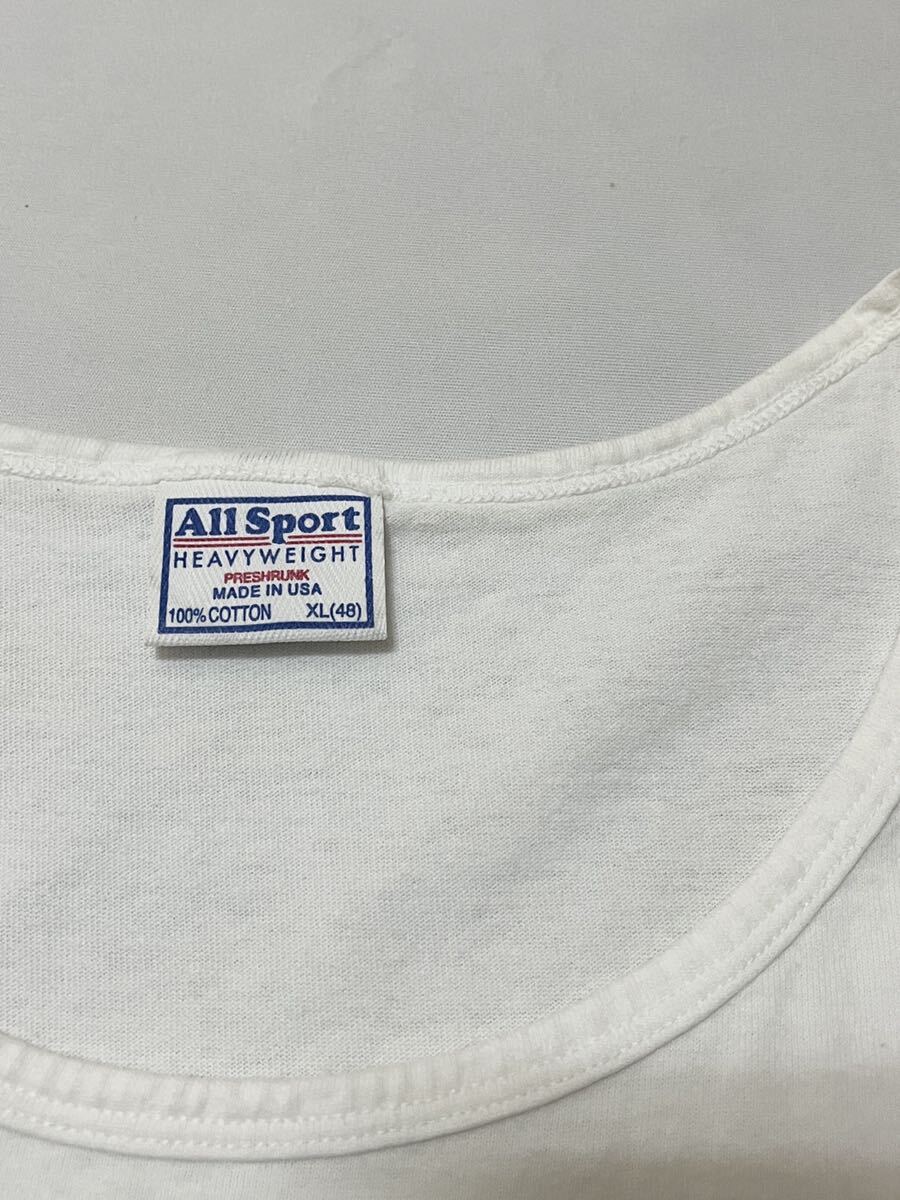 All Sport
HEAVYWEIGHT
PRESHRUNK
MADE IN USA
100% COTTON XL(48)